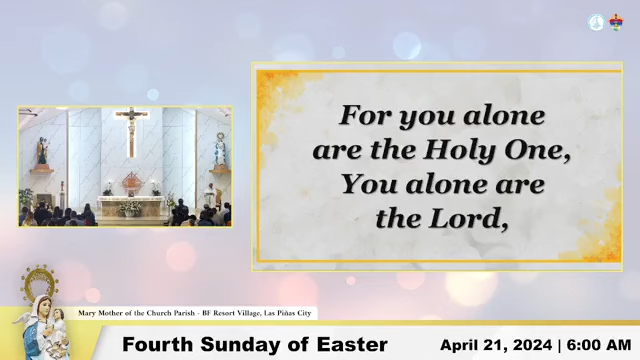 For you alone
are the Holy One,
You alone are
the Lord,
Mary Mother of the Church Parish - BF Resort Village, Las Piñas City
Fourth Sunday of Easter
April 21, 2024 | 6:00 AM